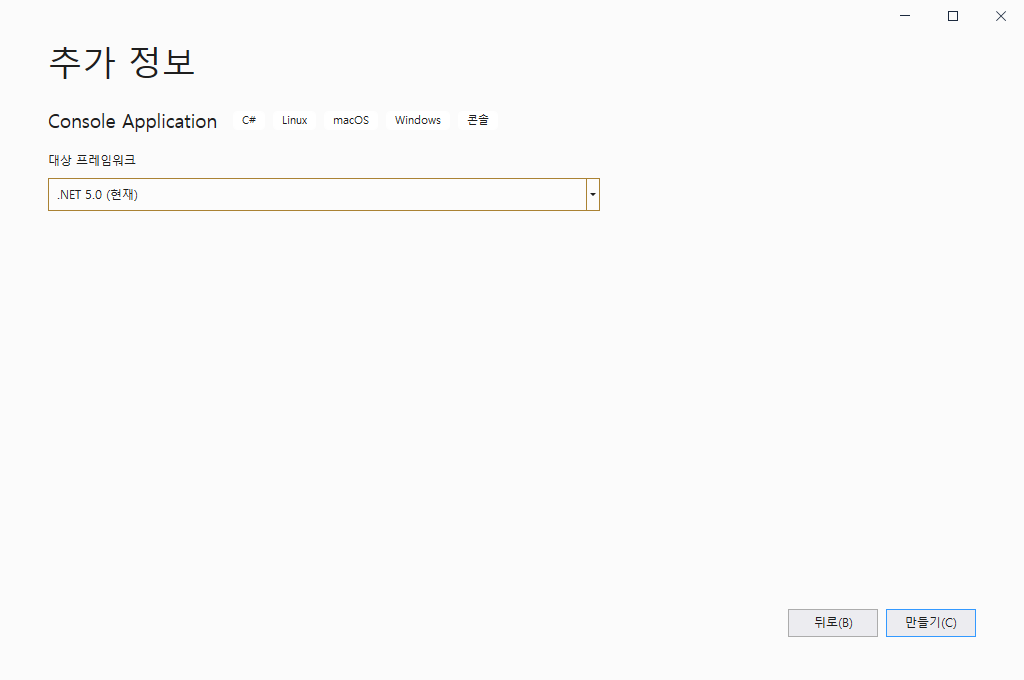 추가 정보
Console Application C# Linux macOS Windows 콘솔
대상 프레임워크
.NET 5.0 (현재)
뒤로(B) 만들기(C)